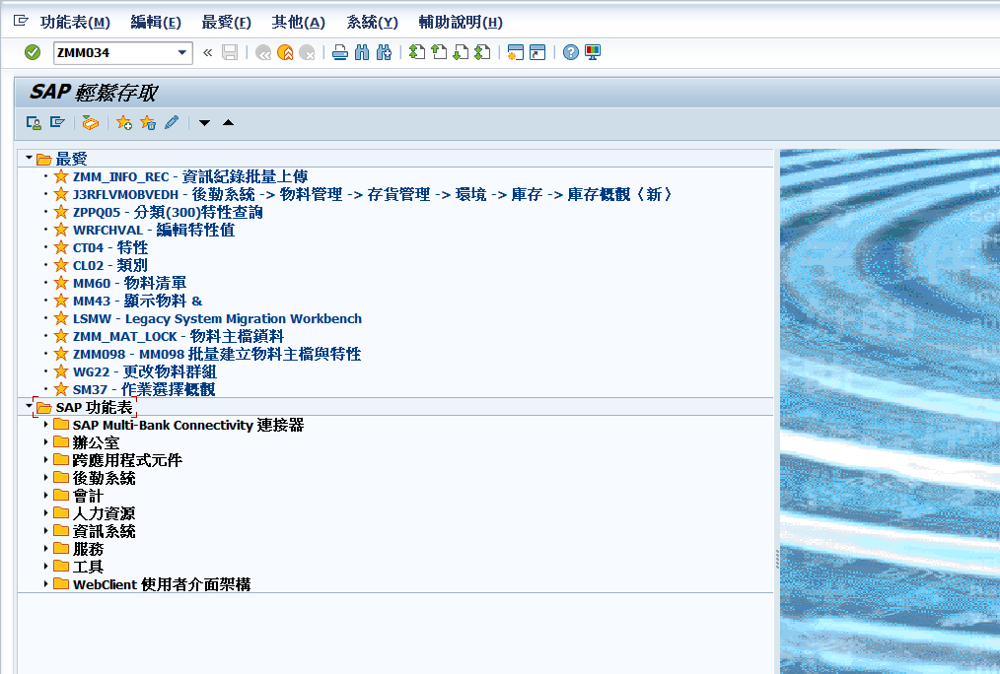 功能表(M) 編輯(E) 最愛(F) 其他(A) 系統(Y) 輔助說明(H)
ZMM034
SAP 輕鬆存取
最愛
ZMM_INFO_REC - 資訊紀錄批量上傳
J3RFLVMOBVEDH - 後勤系統 -> 物料管理 -> 存貨管理 -> 環境 -> 庫存 -> 庫存概觀〈新〉
ZPPQ05 - 分類(300)特性查詢
WRFCHVAL - 編輯特性值
CT04 - 特性
CL02 - 類別
MM60 - 物料清單
MM43 - 顯示物料 &
LSMW - Legacy System Migration Workbench
ZMM_MAT_LOCK - 物料主檔鎖料
ZMM098 - MM098 批量建立物料主檔與特性
WG22 - 更改物料群組
SM37 - 作業選擇概觀
SAP 功能表
SAP Multi-Bank Connectivity 連接器
辦公室
跨應用程式元件
後勤系統
會計
人力資源
資訊系統
服務
工具
WebClient 使用者介面架構